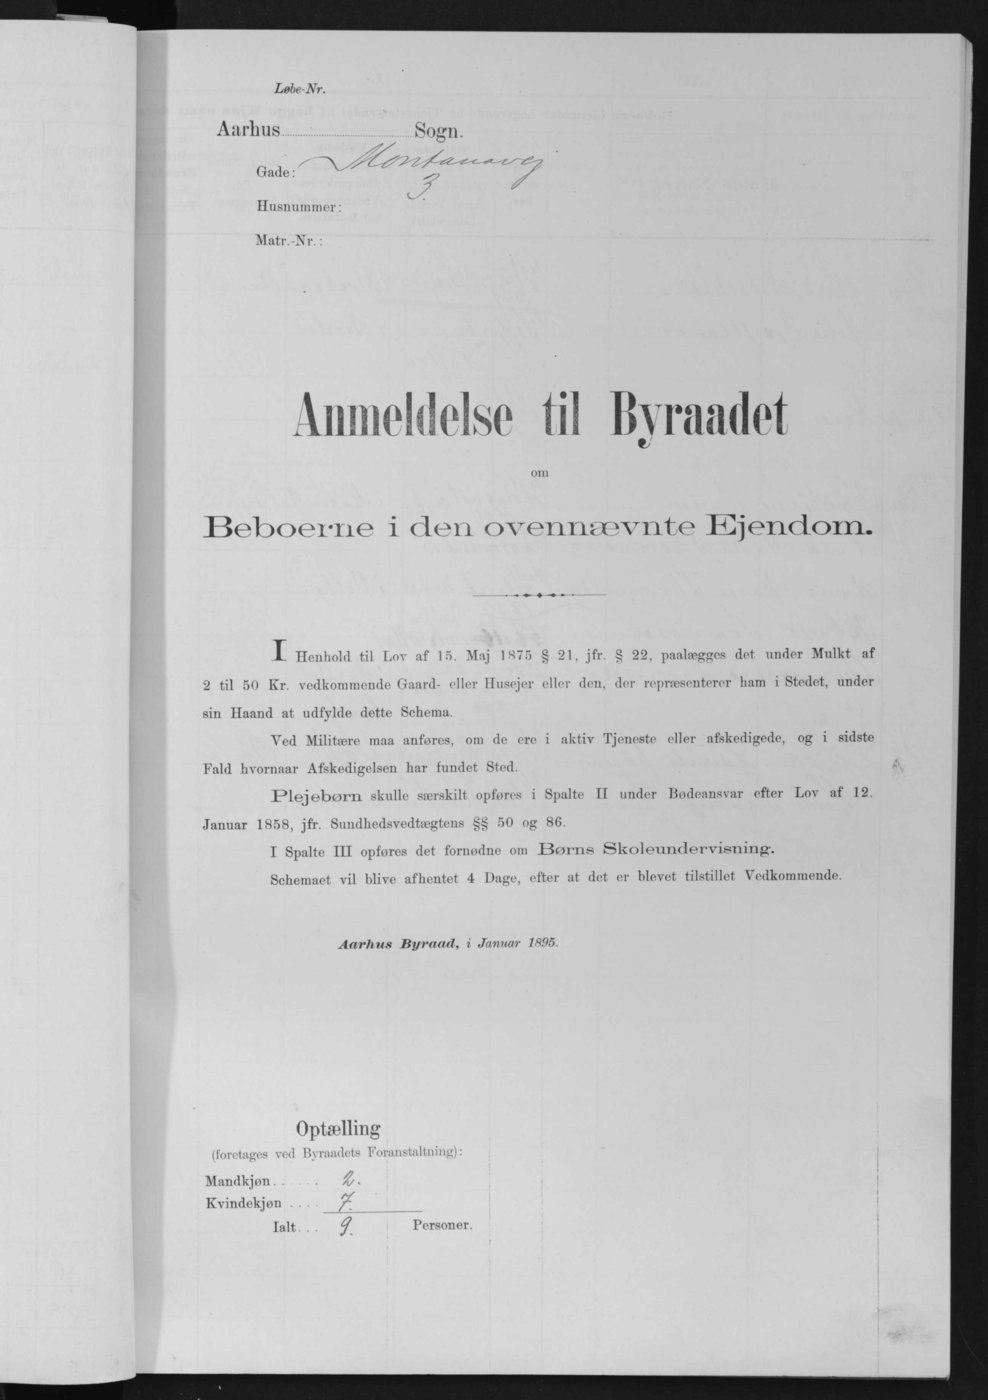 Løbe-Nr.
Aarhus Sogn.
Gade: Montanavej
Husnummer: 3.
Matr.-Nr.:
Anmeldelse til Byraadet
om
Beboerne i den ovennævnte Ejendom.
I Henhold til Lov af 15. Maj 1875 § 21, jfr. § 22, paalægges det under Mulkt af
2 til 50 Kr. vedkommende Gaard- eller Husejer eller den, der repræsenterer ham i Stedet, under
sin Haand at udfylde dette Schema.
Ved Militære maa anføres, om de ere i aktiv Tjeneste eller afskedigede, og i sidste
Fald hvornaar Afskedigelsen har fundet Sted.
Plejebørn skulle særskilt opføres i Spalte II under Bødeansvar efter Lov af 12.
Januar 1858, jfr. Sundhedsvedtægtens §§ 50 og 86.
I Spalte III opføres det fornødne om Børns Skoleundervisning.
Schemaet vil blive afhentet 4 Dage, efter at det er blevet tilstillet Vedkommende.
Aarhus Byraad, i Januar 1895.
Optælling
(foretages ved Byraadets Foranstaltning):
Mandkjøn...... 2.
Kvindekjøn .... 7.
Ialt... 9. Personer.